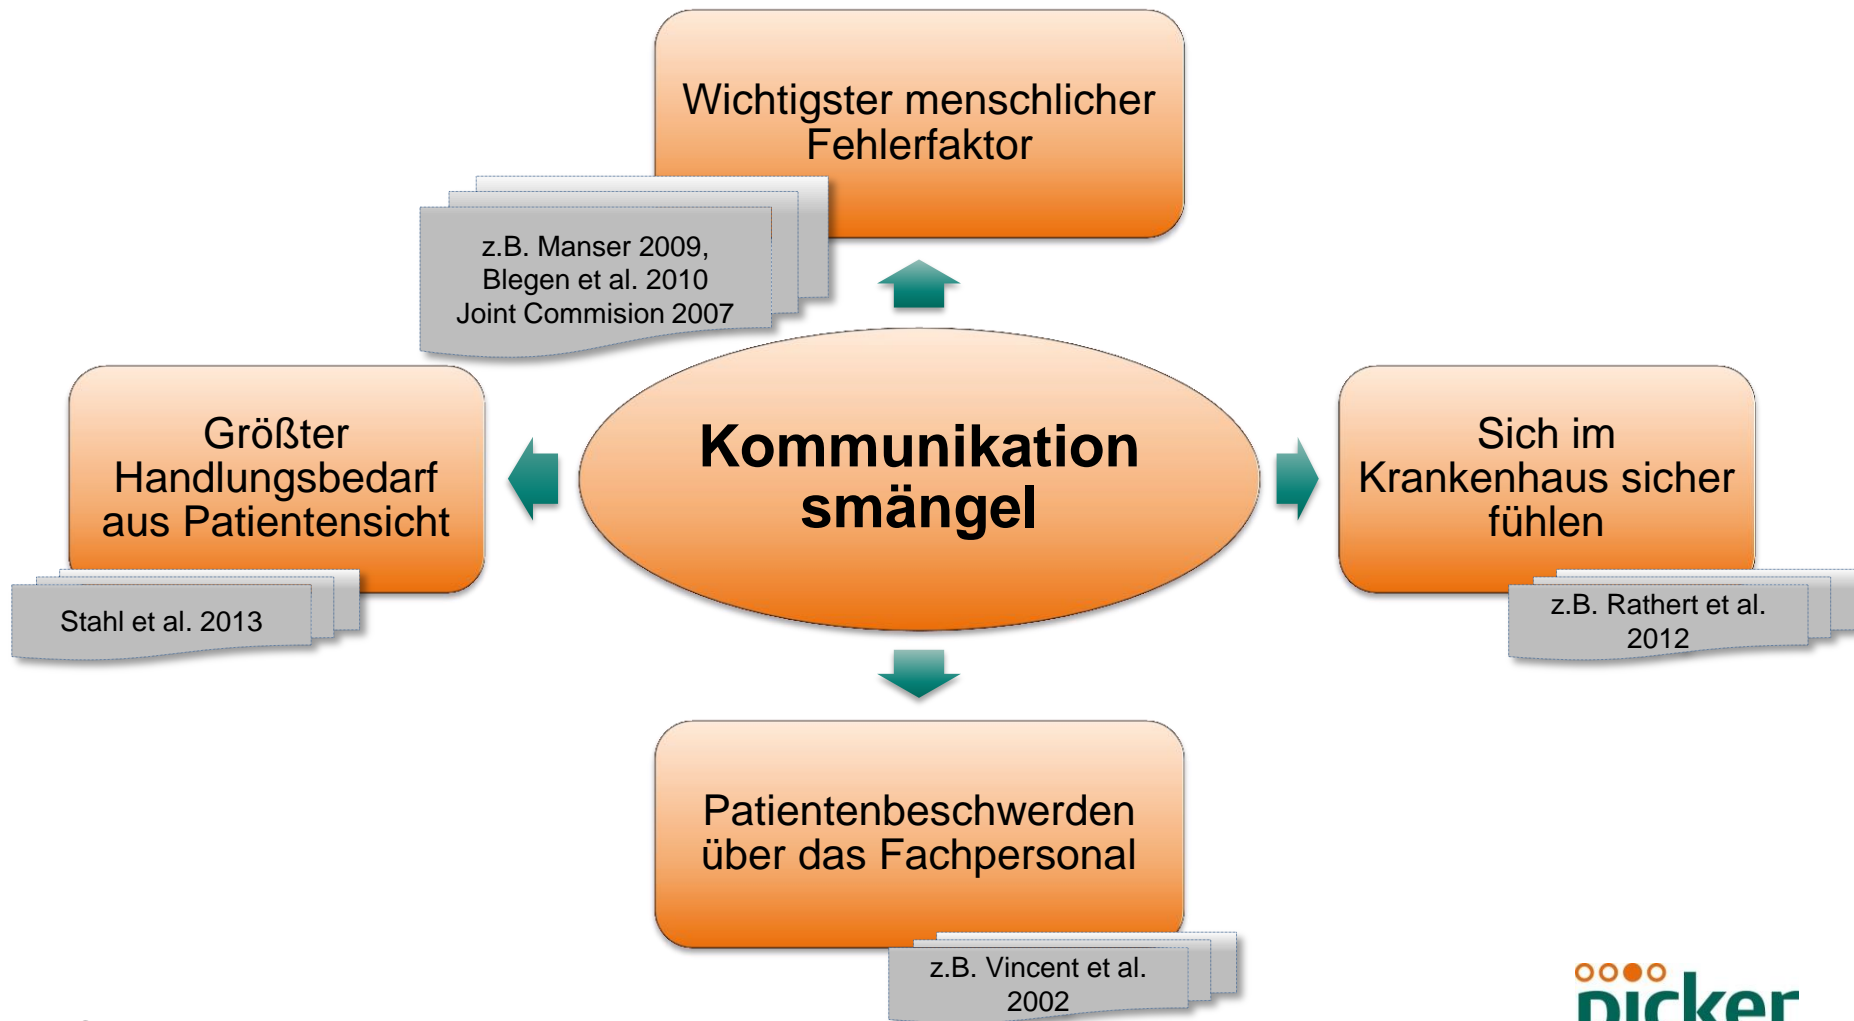 Wichtigster menschlicher
Fehlerfaktor
z.B. Manser 2009,
Blegen et al. 2010
Joint Commision 2007
Größter
Handlungsbedarf
aus Patientensicht
Stahl et al. 2013
Kommunikation
smängel
Sich im
Krankenhaus sicher
fühlen
z.B. Rathert et al.
2012
Patientenbeschwerden
über das Fachpersonal
z.B. Vincent et al.
2002
picker